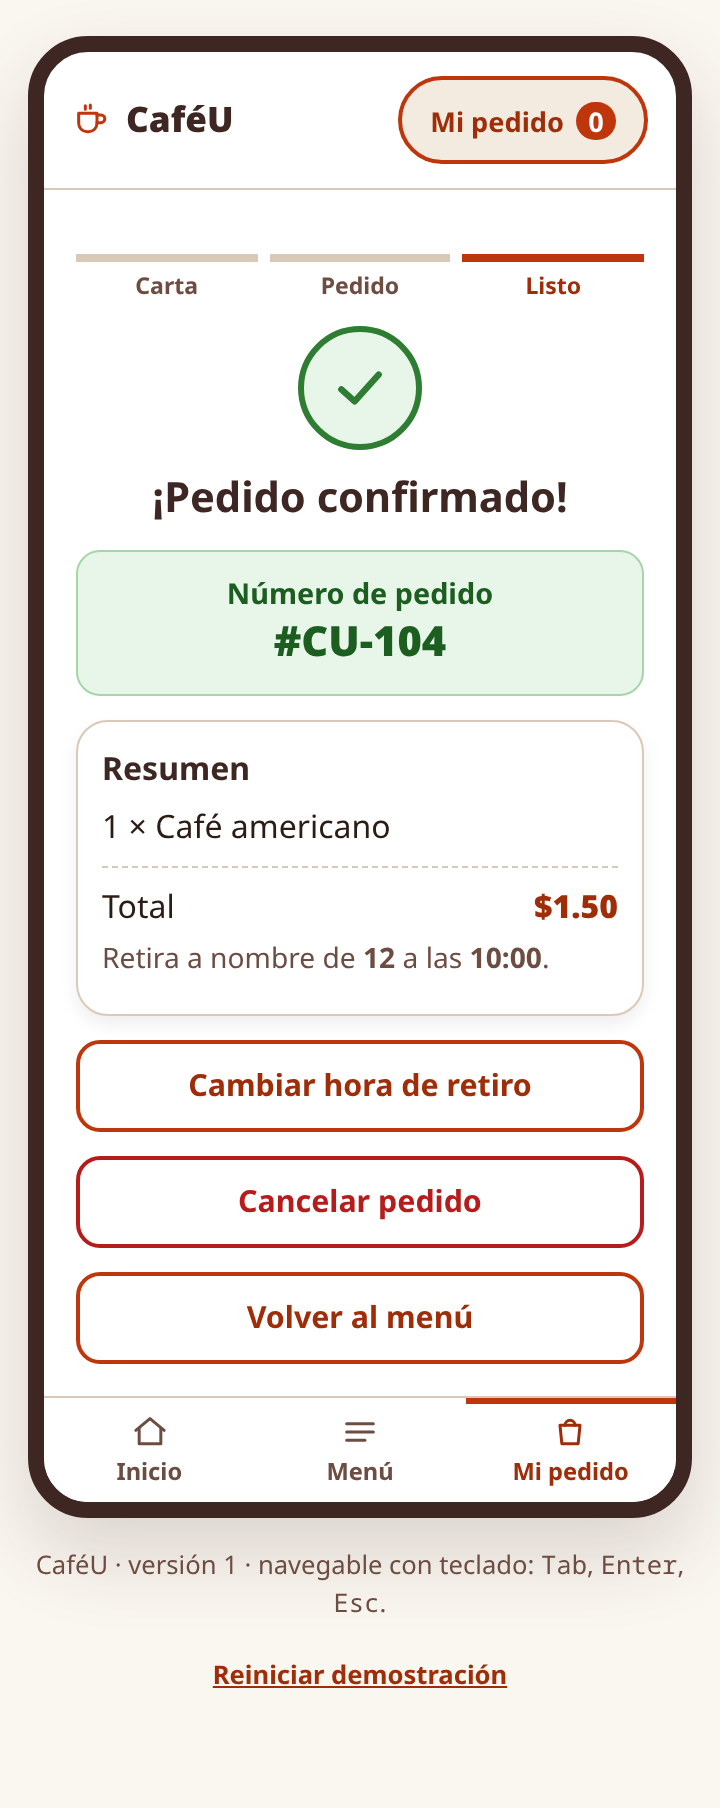 CaféU
Mi pedido 0
Carta Pedido Listo
¡Pedido confirmado!
Número de pedido
#CU-104
Resumen
1 × Café americano
Total $1.50
Retira a nombre de 12 a las 10:00.
Cambiar hora de retiro
Cancelar pedido
Volver al menú
Inicio Menú Mi pedido
CaféU · versión 1 · navegable con teclado: Tab, Enter,
Esc.
Reiniciar demostración